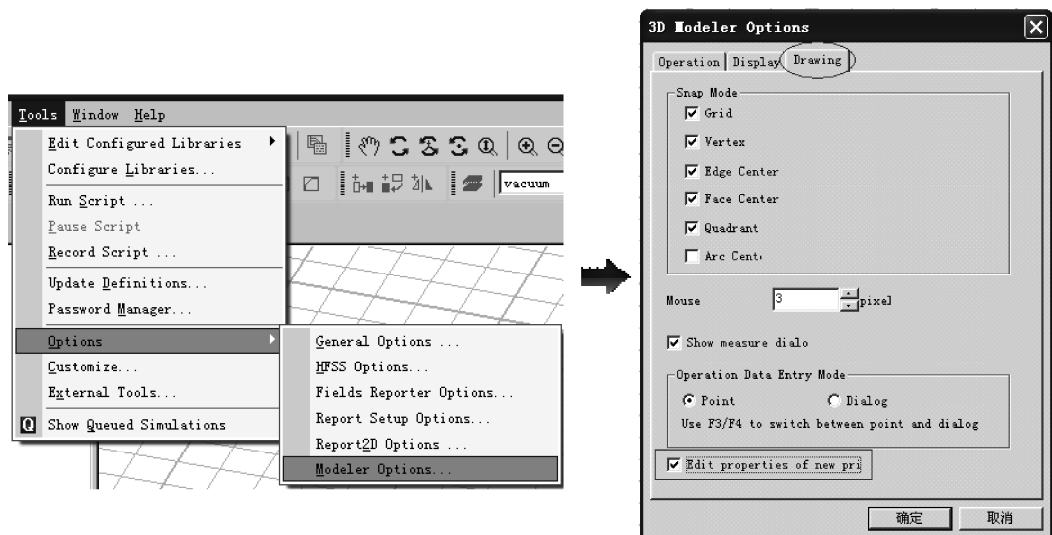 Tools Window Help
Edit Configured Libraries
Configure Libraries...
Run Script ...
Pause Script
Record Script ...
Update Definitions...
Password Manager...
Options
Customize...
External Tools...
Q Show Queued Simulations
vacuum
General Options ...
HFSS Options...
Fields Reporter Options...
Report Setup Options...
Report2D Options ...
Modeler Options...
3D Modeler Options
Operation Display Drawing
Snap Mode
Grid
Vertex
Edge Center
Face Center
Quadrant
Arc Cent
Mouse 3 pixel
Show measure dialo
Operation Data Entry Mode
Point Dialog
Use F3/F4 to switch between point and dialog
Edit properties of new pri
确定 取消